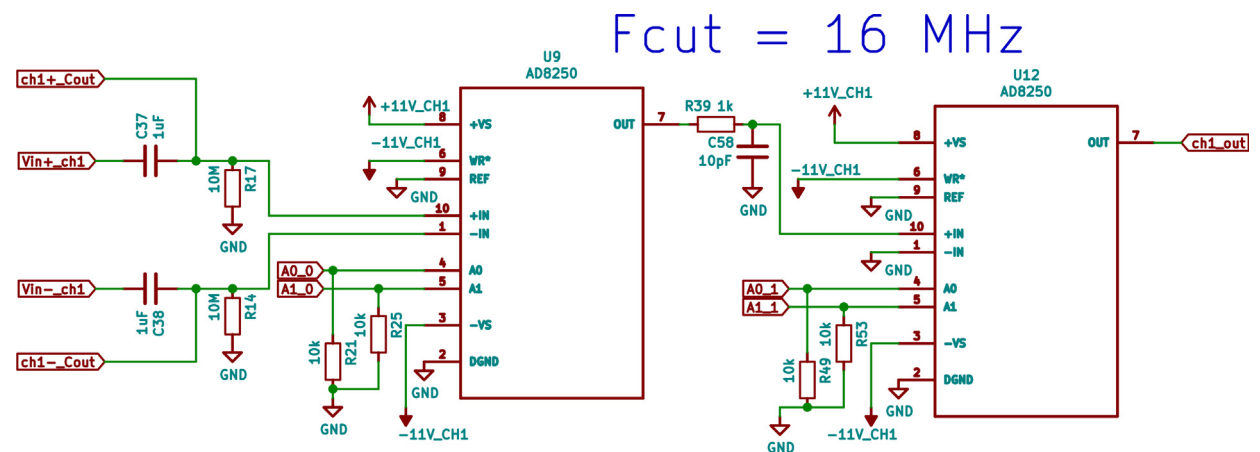 Fcut = 16 MHz
U9
AD8250
U12
AD8250
ch1+_Cout
C37
1uF
Vin+_ch1
10M
R17
GND
Vin-_ch1
1uF
C38
10M
R14
GND
ch1-_Cout
+11V_CH1
-11V_CH1
GND
8
6
9
10
1
4
5
3
2
+VS
WR*
REF
+IN
-IN
A0
A1
-VS
DGND
OUT
7
A0_0
A1_0
10k
R21
10k
R25
GND
-11V_CH1
GND
R39 1k
C58
10pF
GND
+11V_CH1
-11V_CH1
GND
GND
8
6
9
10
1
4
5
3
2
+VS
WR*
REF
+IN
-IN
A0
A1
-VS
DGND
OUT
7
ch1_out
A0_1
A1_1
10k
R49
10k
R53
GND
-11V_CH1
GND